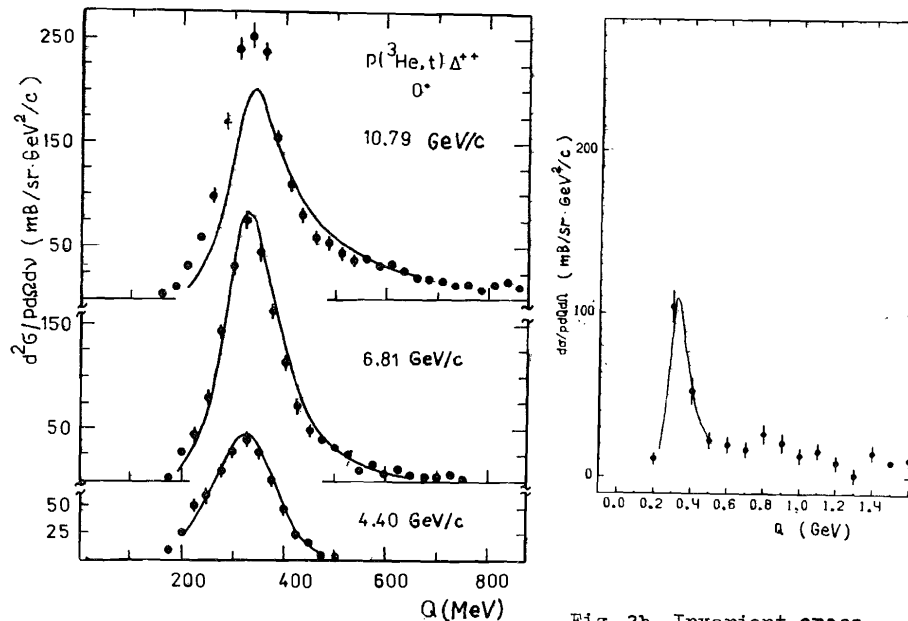 250
150
50
150
50
50
25
d²G/pdΩdν ( mB/sr·GeV²/c)
p(³He,t) Δ⁺⁺
0°
10.79 GeV/c
6.81 GeV/c
4.40 GeV/c
200 400 600 800
Q(MeV)
200
100
0
dσ/pdQdΩ ( mB/sr·GeV²/c)
0.0 0.2 0.4 0.6 0.8 1.0 1.2 1.4
Q (GeV)
Fig. 2b Invariant cross